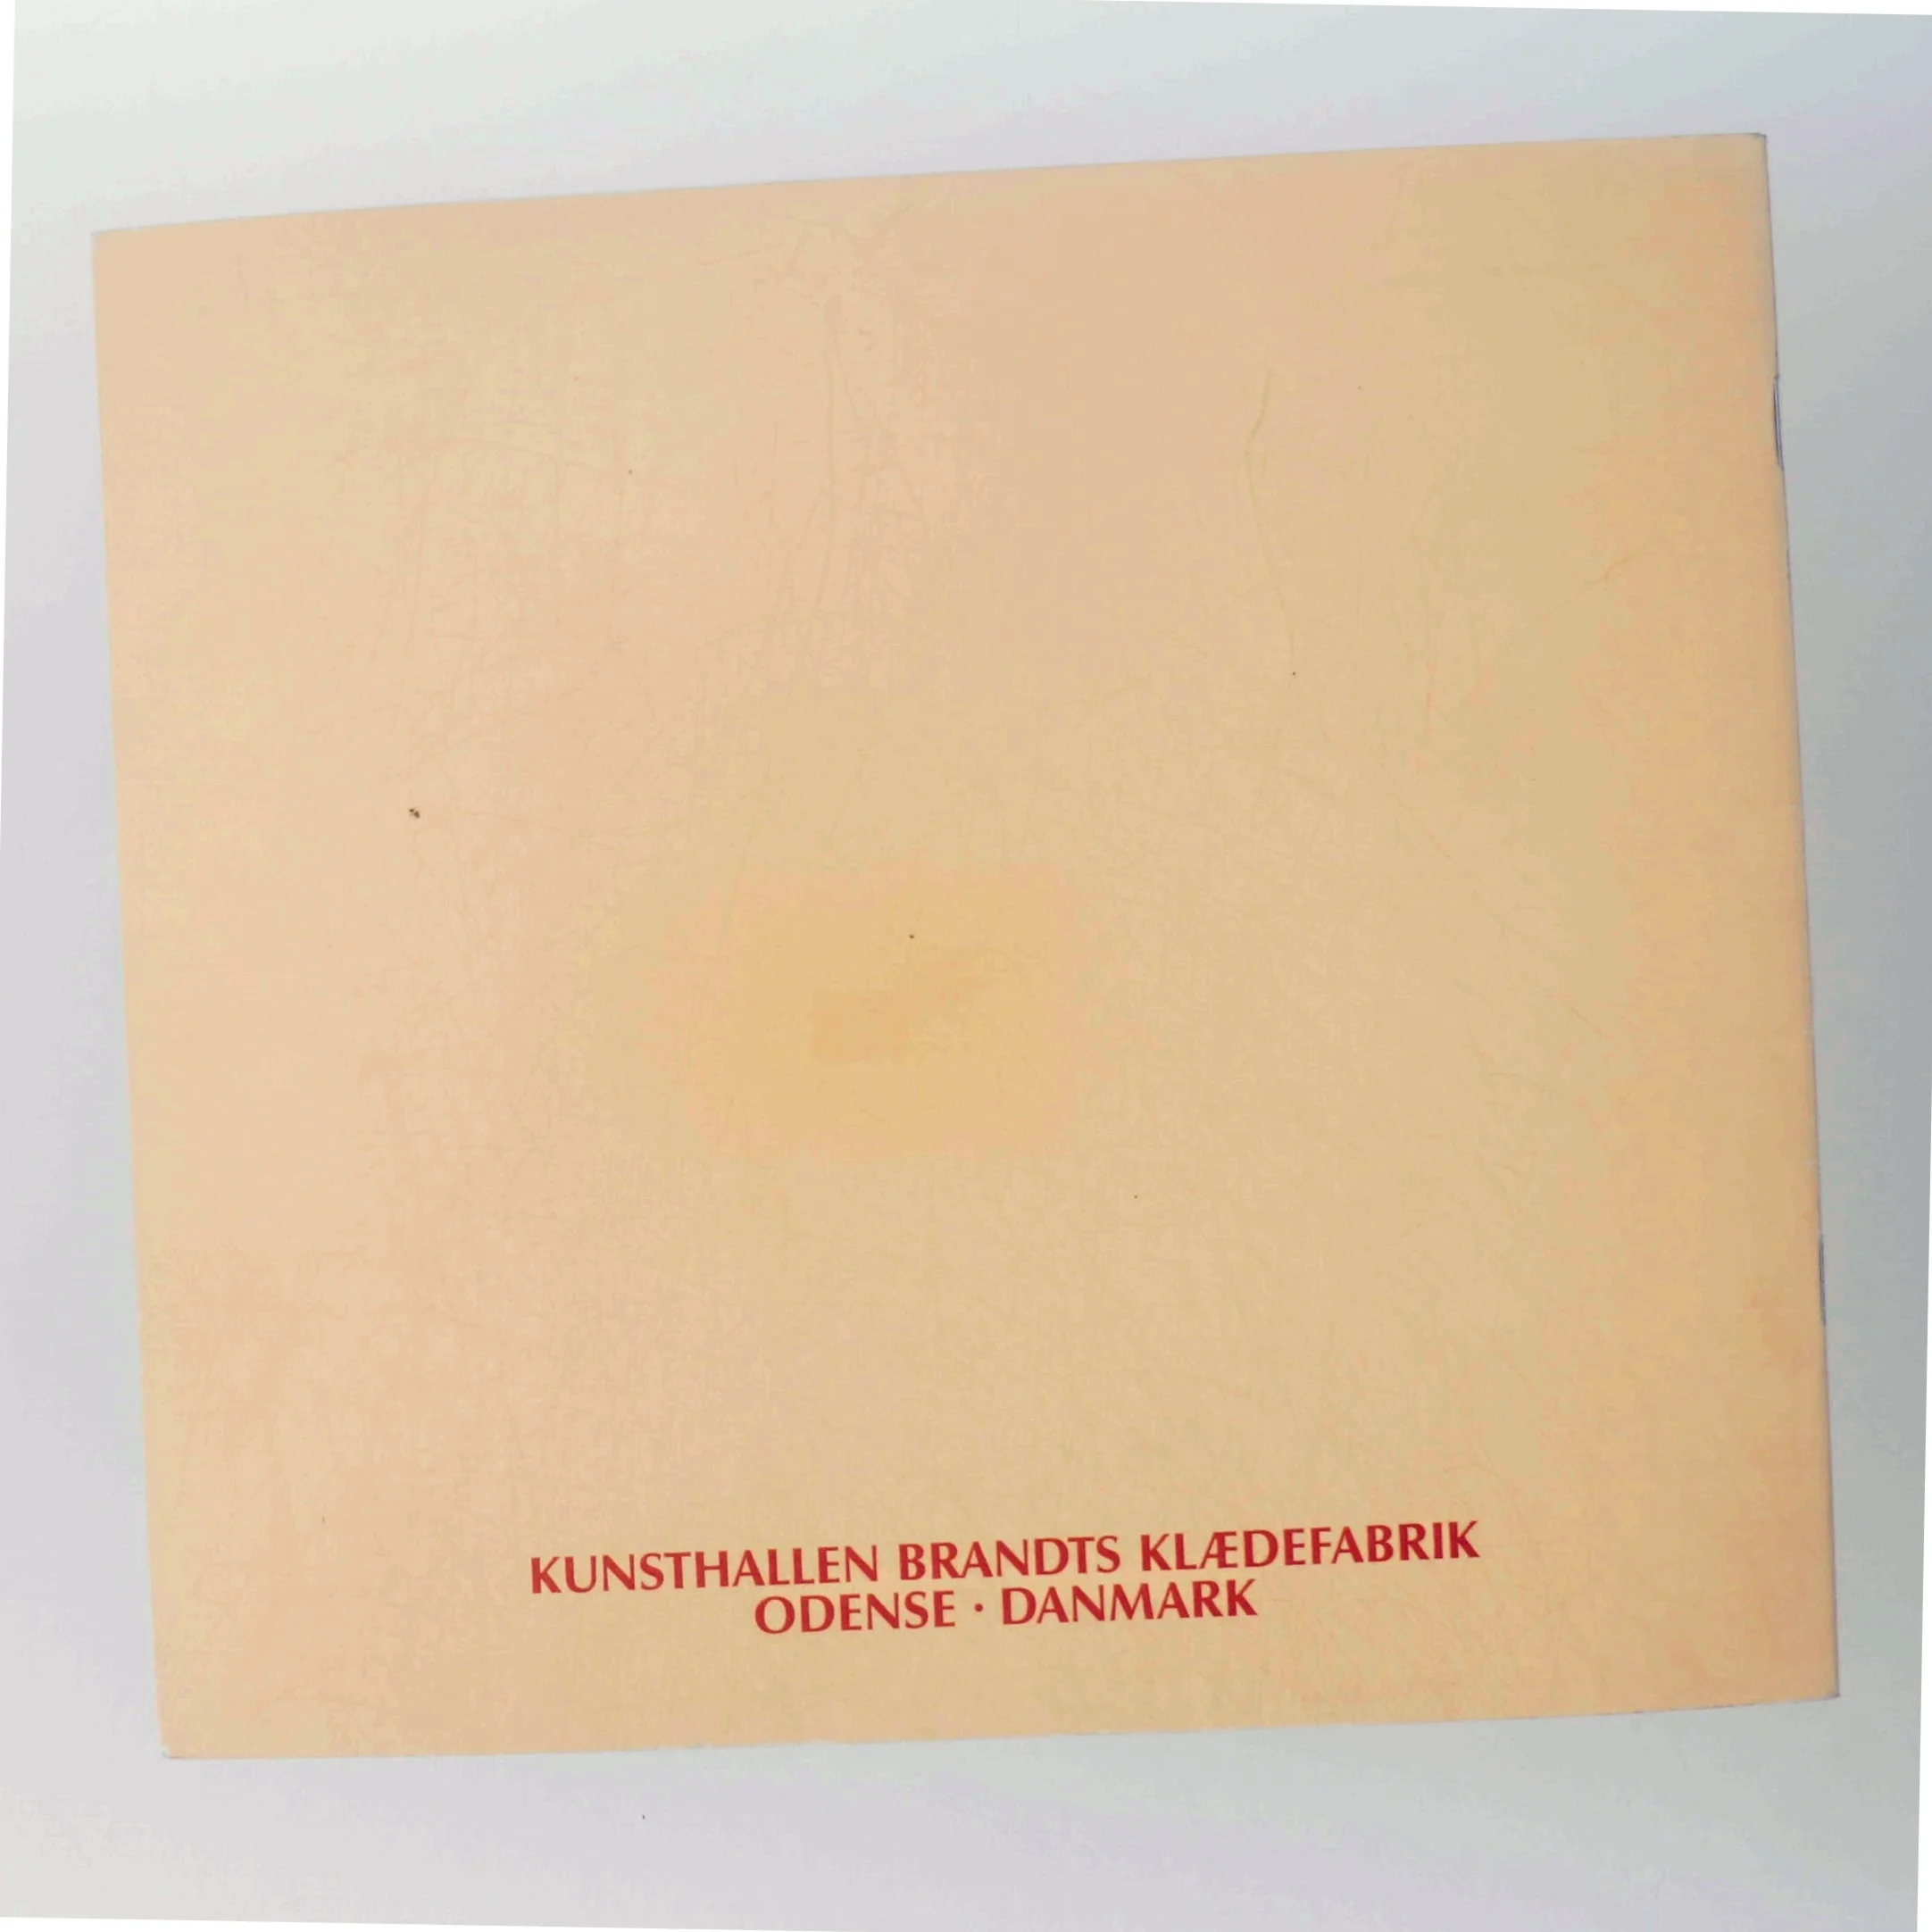 KUNSTHALLEN BRANDTS KLÆDEFABRIK
ODENSE · DANMARK